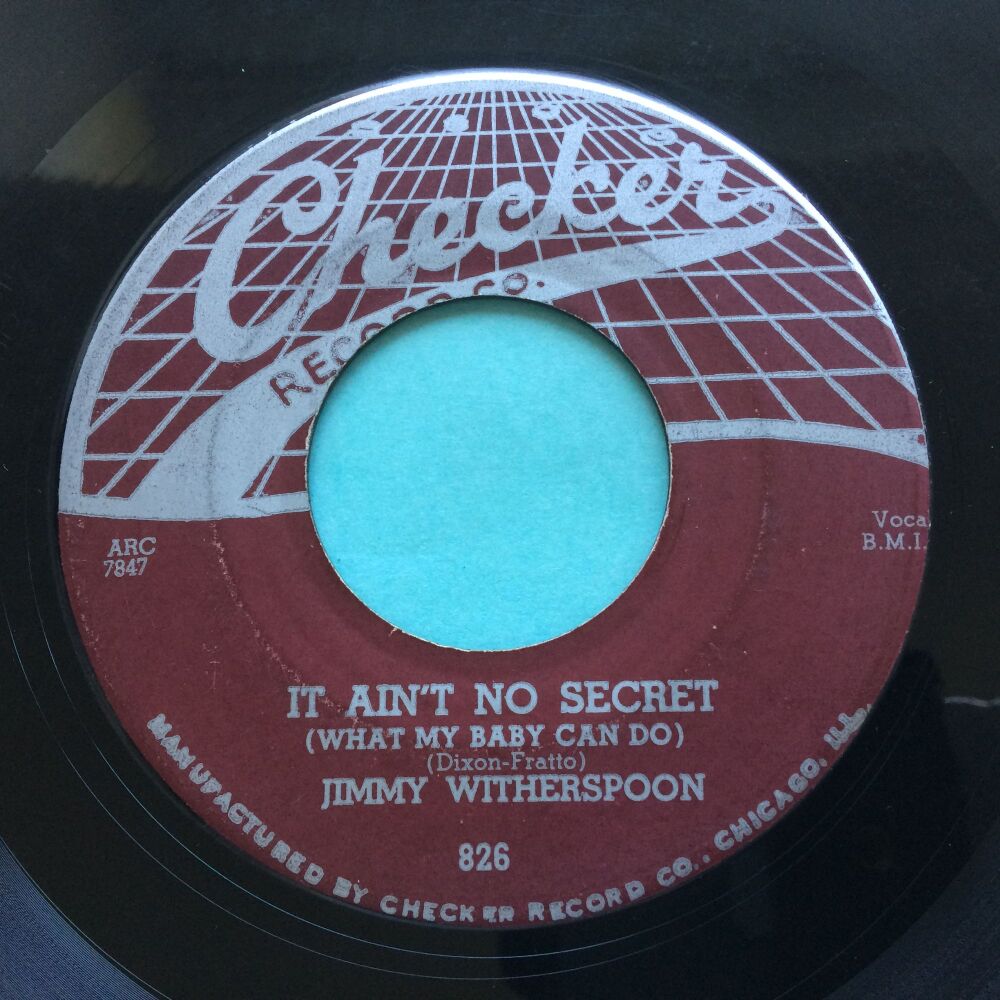 Checker
RECORD CO.
ARC
7847
B.M.I.
IT AIN'T NO SECRET
(WHAT MY BABY CAN DO)
(Dixon-Fratto)
JIMMY WITHERSPOON
826
MANUFACTURED BY CHECKER RECORD CO., CHICAGO, ILL.